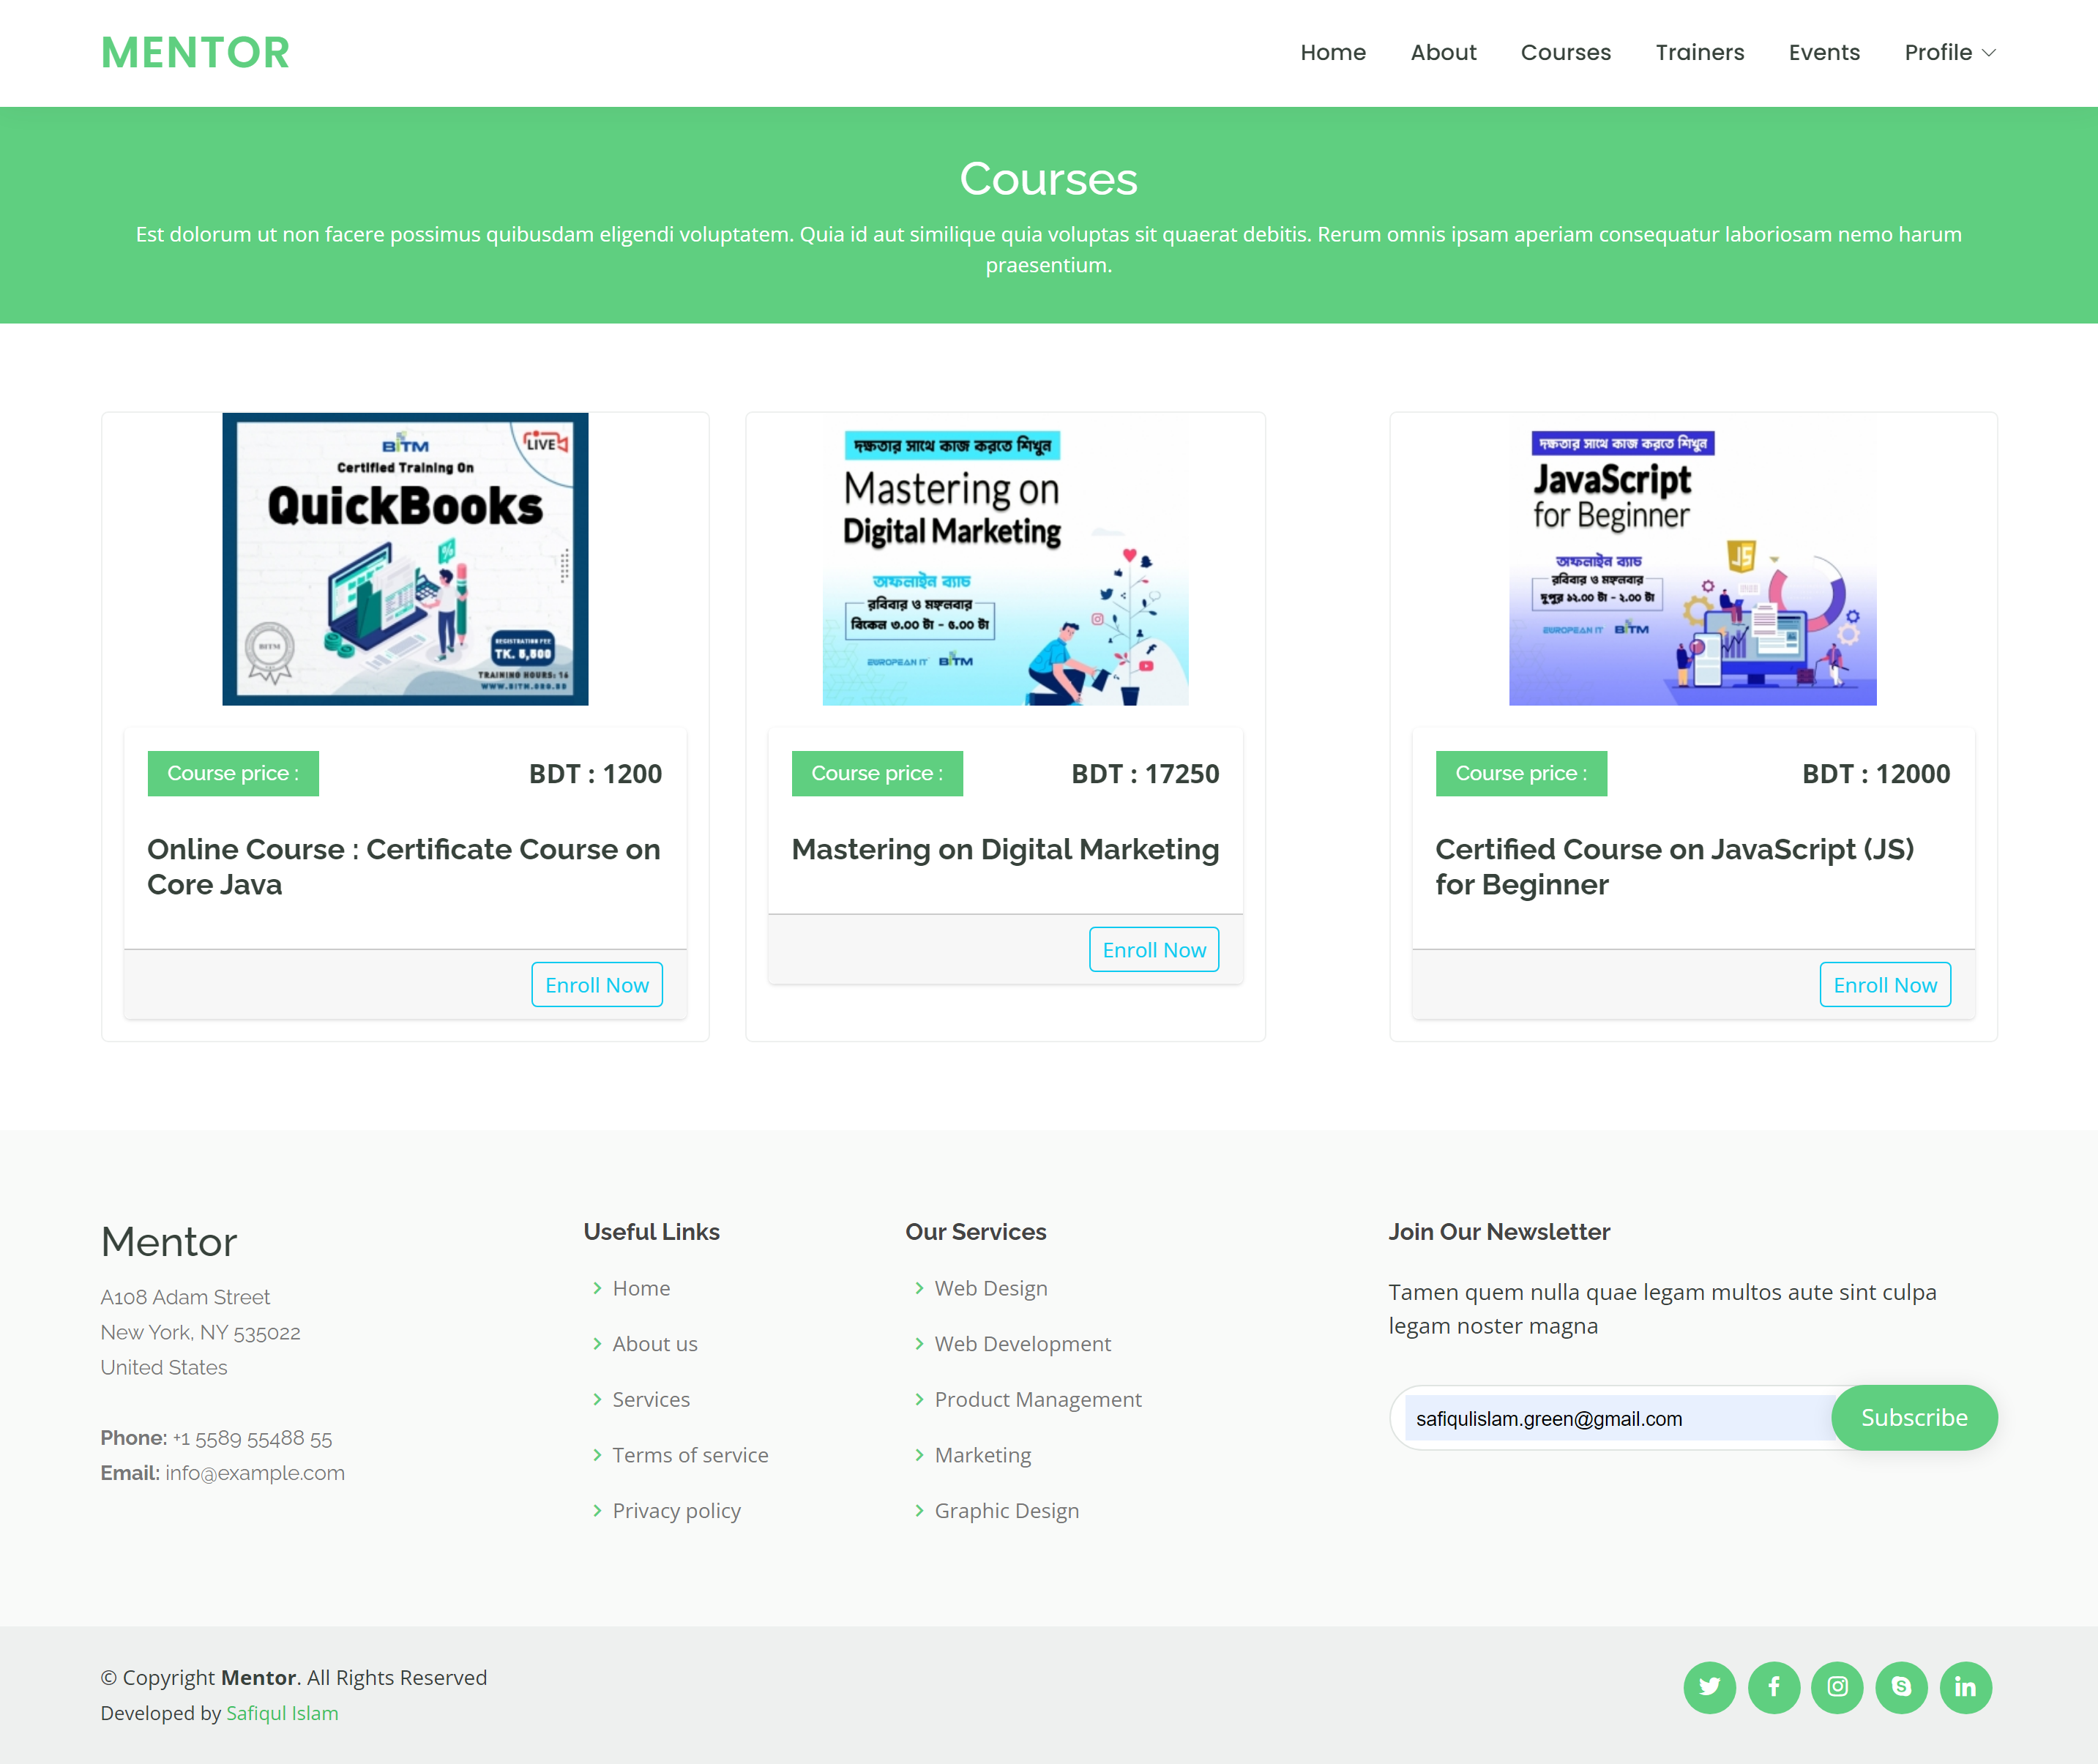 MENTOR
Home About Courses Trainers Events Profile
Courses
Est dolorum ut non facere possimus quibusdam eligendi voluptatem. Quia id aut similique quia voluptas sit quaerat debitis. Rerum omnis ipsam aperiam consequatur laboriosam nemo harum
praesentium.
BITM
LIVE
Certified Training On
QuickBooks
BITM
REGISTRATION FEE
TK. 5,500
TRAINING HOURS: 16
WWW.BITM.ORG.BD
Course price :
BDT : 1200
Online Course : Certificate Course on
Core Java
Enroll Now
দক্ষতার সাথে কাজ করতে শিখুন
Mastering on
Digital Marketing
অফলাইন ব্যাচ
রবিবার ও মঙ্গলবার
বিকেল ৩.০০ টা - ৬.০০ টা
EUROPEAN IT BITM
Course price :
BDT : 17250
Mastering on Digital Marketing
Enroll Now
দক্ষতার সাথে কাজ করতে শিখুন
JavaScript
for Beginner
JS
অফলাইন ব্যাচ
রবিবার ও মঙ্গলবার
দুপুর ১২.০০ টা - ২.০০ টা
EUROPEAN IT BITM
Course price :
BDT : 12000
Certified Course on JavaScript (JS)
for Beginner
Enroll Now
Mentor
A108 Adam Street
New York, NY 535022
United States
Phone: +1 5589 55488 55
Email: info@example.com
Useful Links
Home
About us
Services
Terms of service
Privacy policy
Our Services
Web Design
Web Development
Product Management
Marketing
Graphic Design
Join Our Newsletter
Tamen quem nulla quae legam multos aute sint culpa
legam noster magna
safiqulislam.green@gmail.com
Subscribe
© Copyright Mentor. All Rights Reserved
Developed by Safiqul Islam